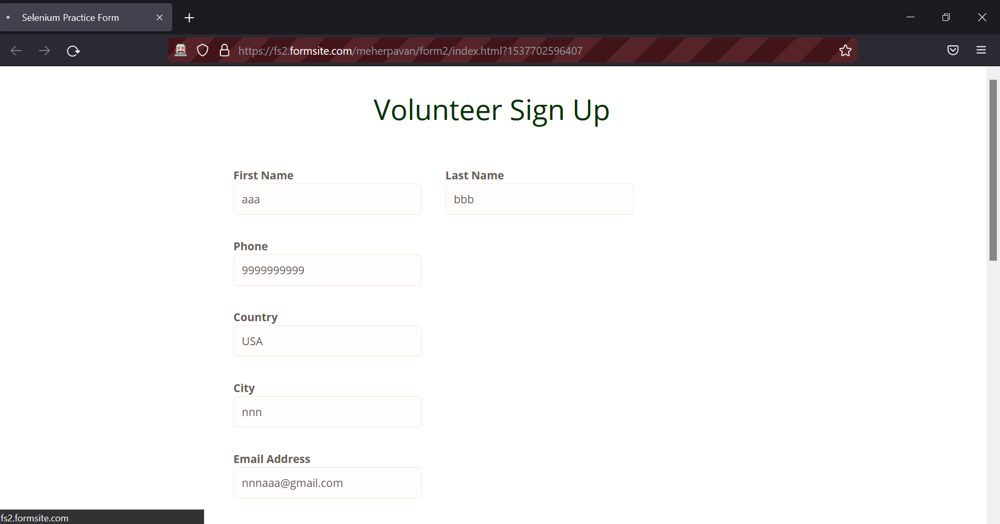 Selenium Practice Form
https://fs2.formsite.com/meherpavan/form2/index.html?1537702596407
Volunteer Sign Up
First Name Last Name
aaa bbb
Phone
9999999999
Country
USA
City
nnn
Email Address
nnnaaa@gmail.com
fs2.formsite.com